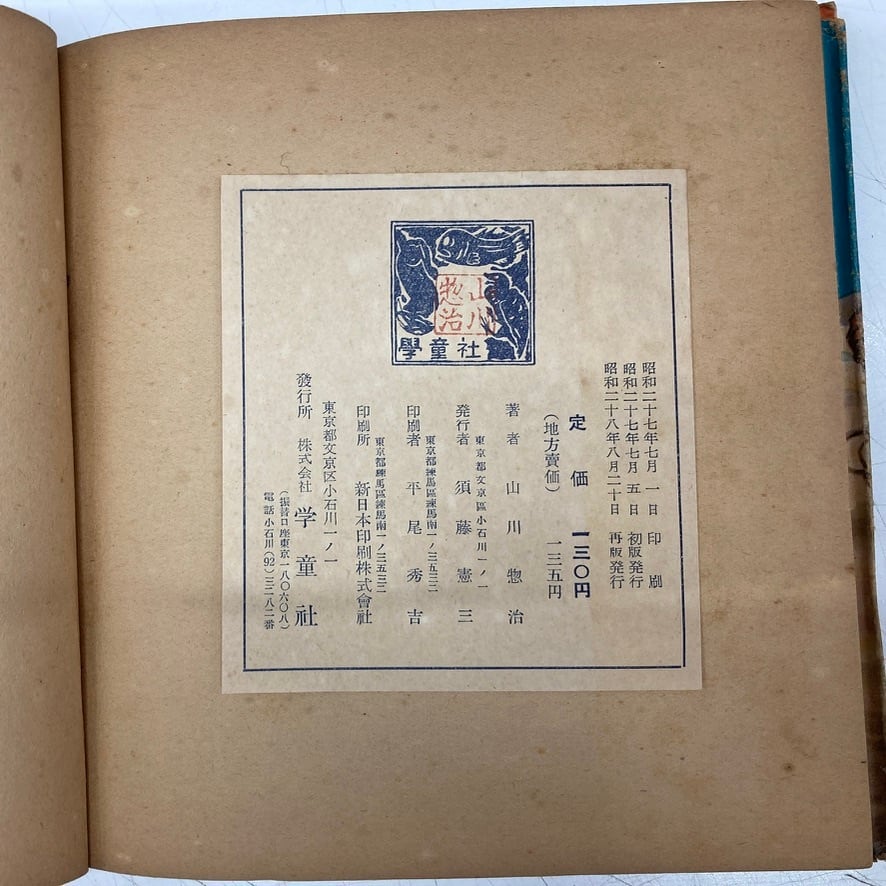 學童社
山川惣治
昭和二十七年七月一日 印刷
昭和二十七年七月五日 初版発行
昭和二十八年八月二十日 再版発行
定価 一三〇円
(地方賣価) 一三五円
著者 山川惣治
東京都文京區小石川一ノ一
発行者 須藤憲三
東京都練馬區練馬南一ノ三五三二
印刷者 平尾秀吉
東京都練馬區練馬南一ノ三五三二
印刷所 新日本印刷株式會社
東京都文京区小石川一ノ一
發行所 株式会社 学童社
(振替口座東京一八〇六〇八)
電話小石川(92)三二八二番